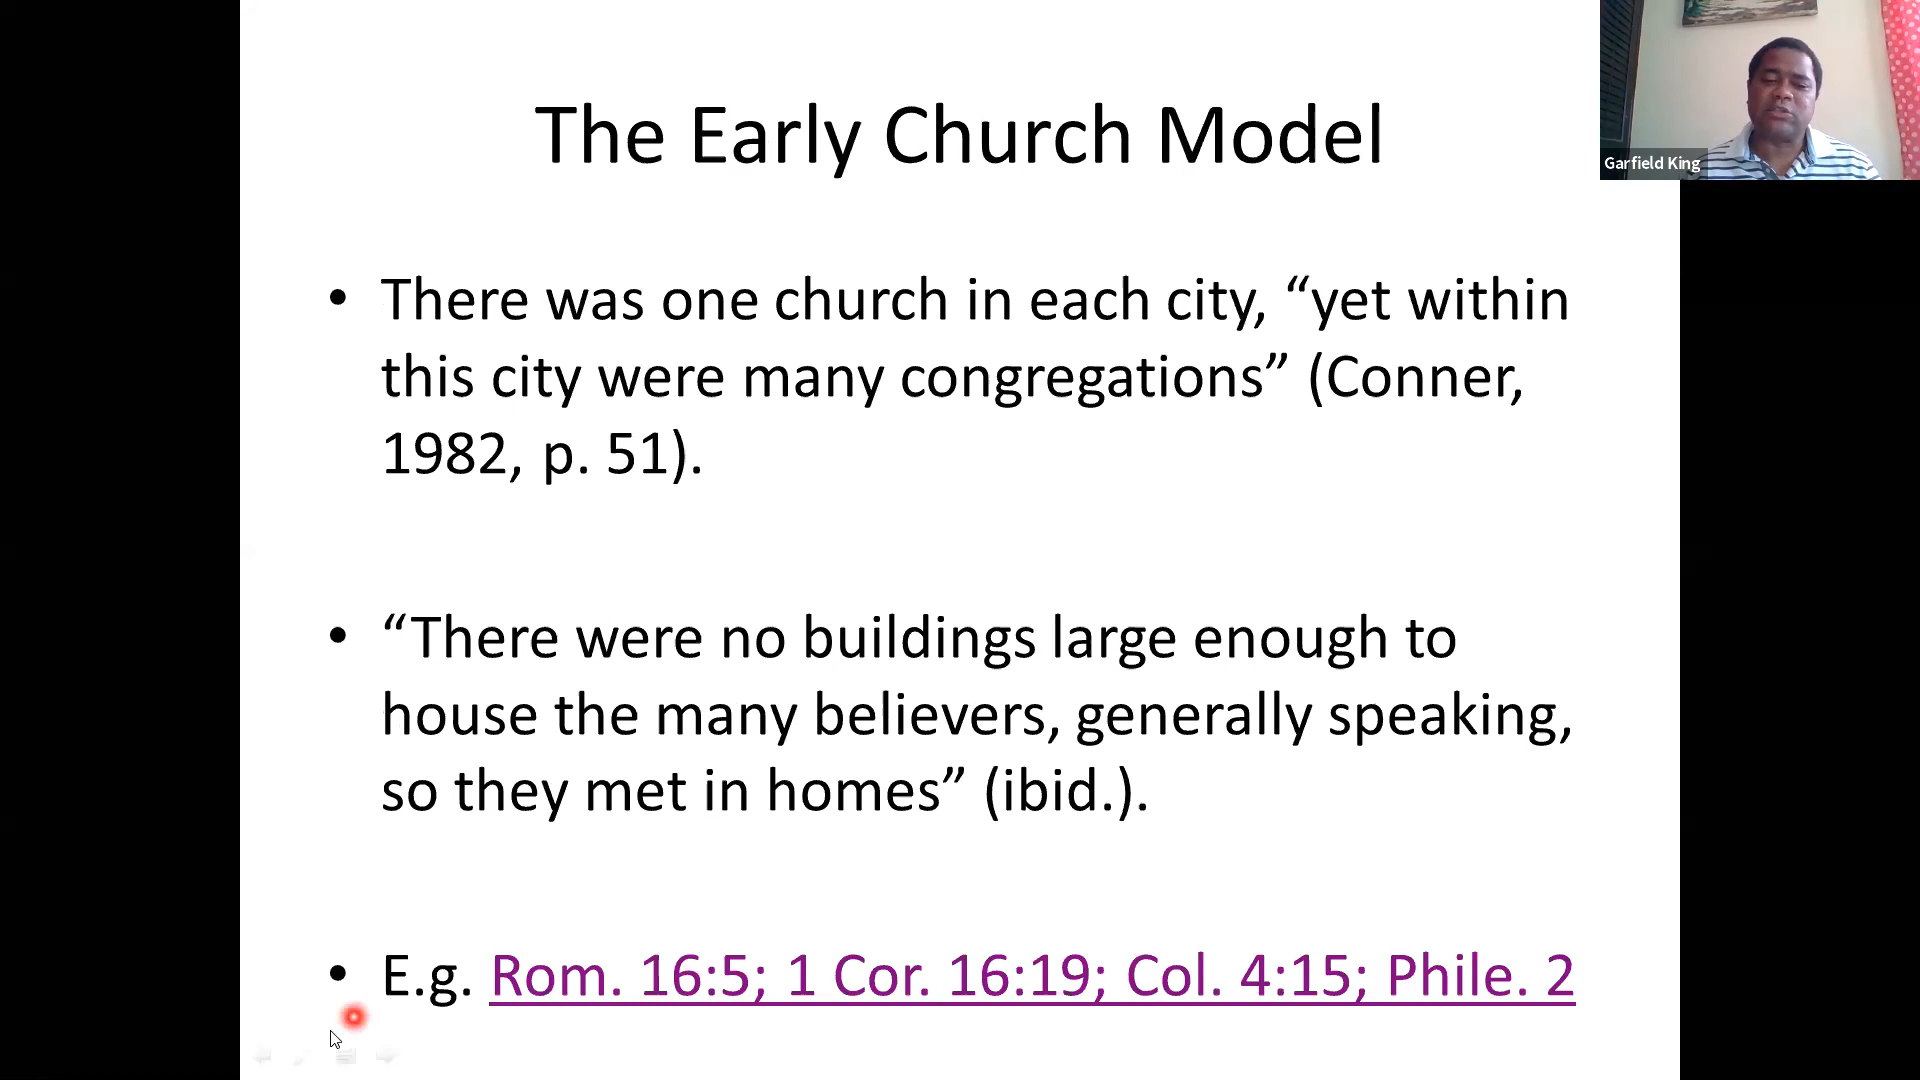 The Early Church Model
Garfield King
• There was one church in each city, “yet within
this city were many congregations” (Conner,
1982, p. 51).
• “There were no buildings large enough to
house the many believers, generally speaking,
so they met in homes” (ibid.).
• E.g. Rom. 16:5; 1 Cor. 16:19; Col. 4:15; Phile. 2